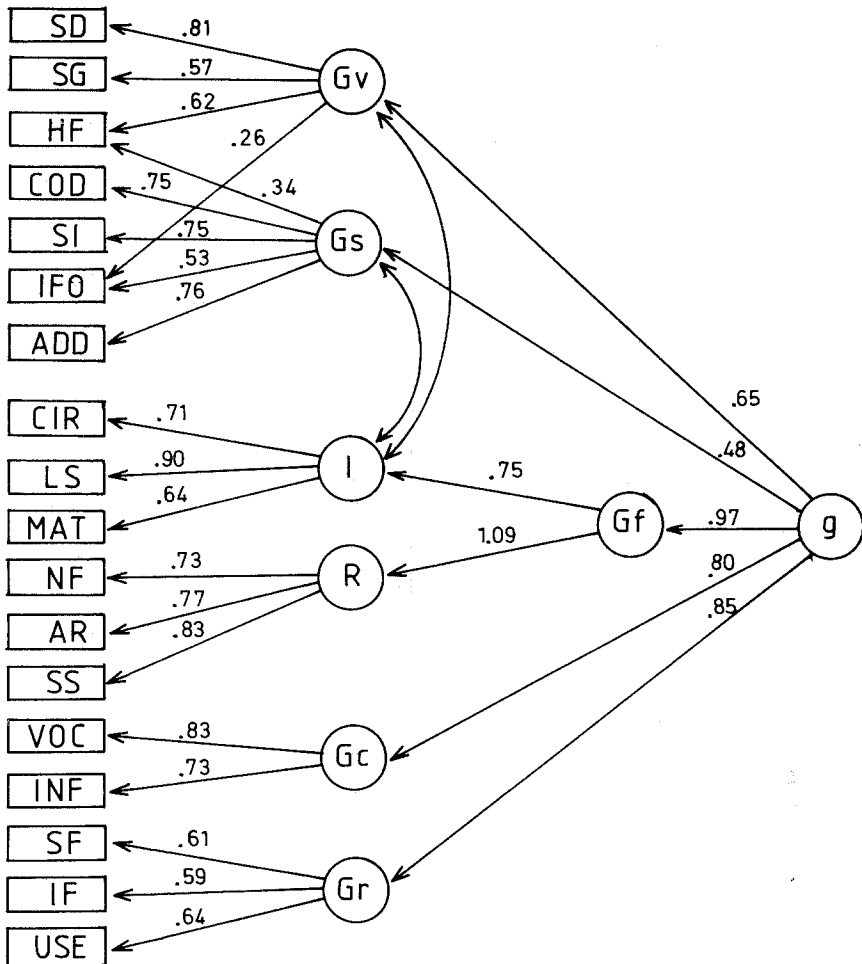 SD
.81
SG
.57
Gv
.62
HF
.26
COD
.75
.34
SI
.75
Gs
IFO
.53
.76
ADD
.65
CIR
.71
.48
LS
.90
I
.75
MAT
.64
Gf
.97
g
1.09
NF
.73
R
.80
AR
.77
.85
SS
.83
VOC
.83
Gc
INF
.73
SF
.61
IF
.59
Gr
USE
.64